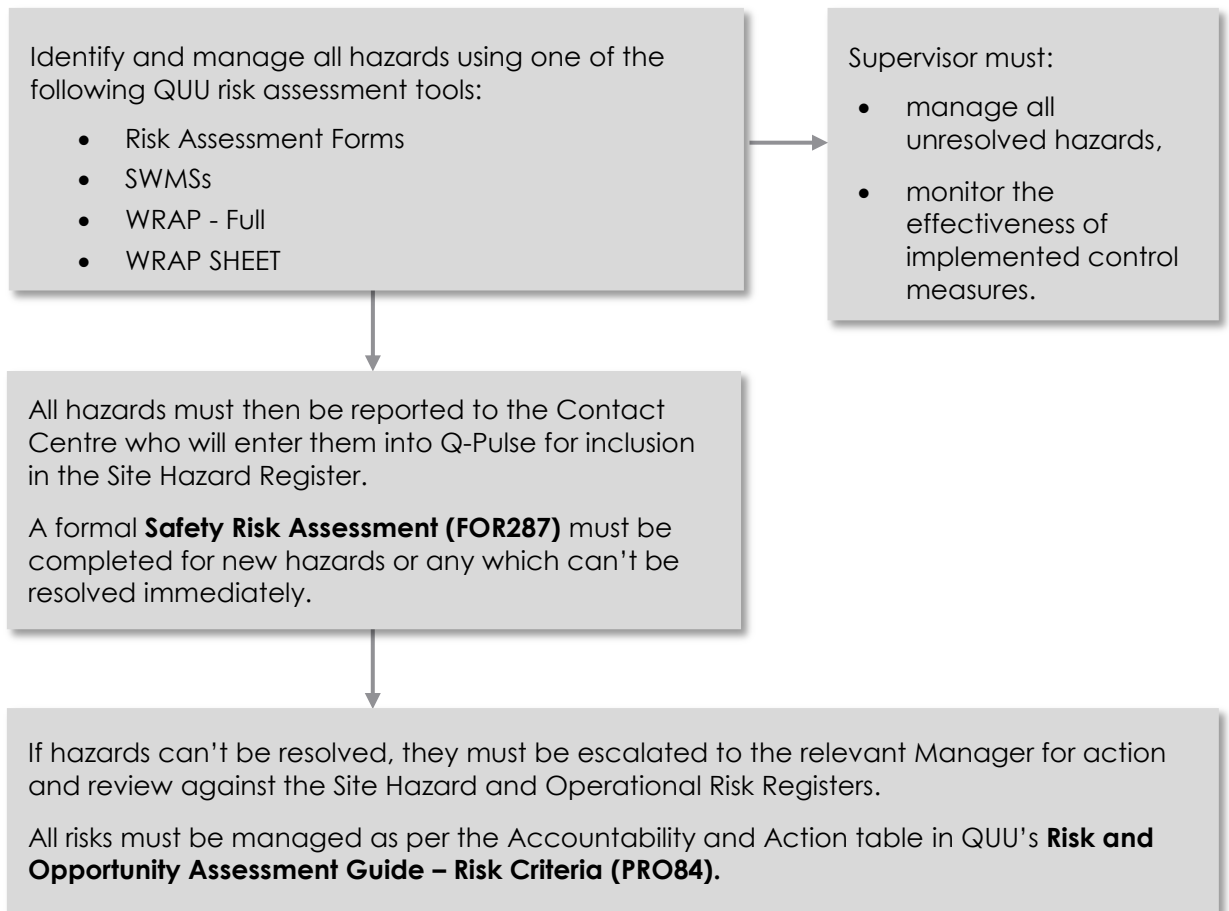 Identify and manage all hazards using one of the
following QUU risk assessment tools:
• Risk Assessment Forms
• SWMSs
• WRAP - Full
• WRAP SHEET
Supervisor must:
• manage all
unresolved hazards,
• monitor the
effectiveness of
implemented control
measures.
All hazards must then be reported to the Contact
Centre who will enter them into Q-Pulse for inclusion
in the Site Hazard Register.
A formal Safety Risk Assessment (FOR287) must be
completed for new hazards or any which can’t be
resolved immediately.
If hazards can’t be resolved, they must be escalated to the relevant Manager for action
and review against the Site Hazard and Operational Risk Registers.
All risks must be managed as per the Accountability and Action table in QUU’s Risk and
Opportunity Assessment Guide – Risk Criteria (PRO84).